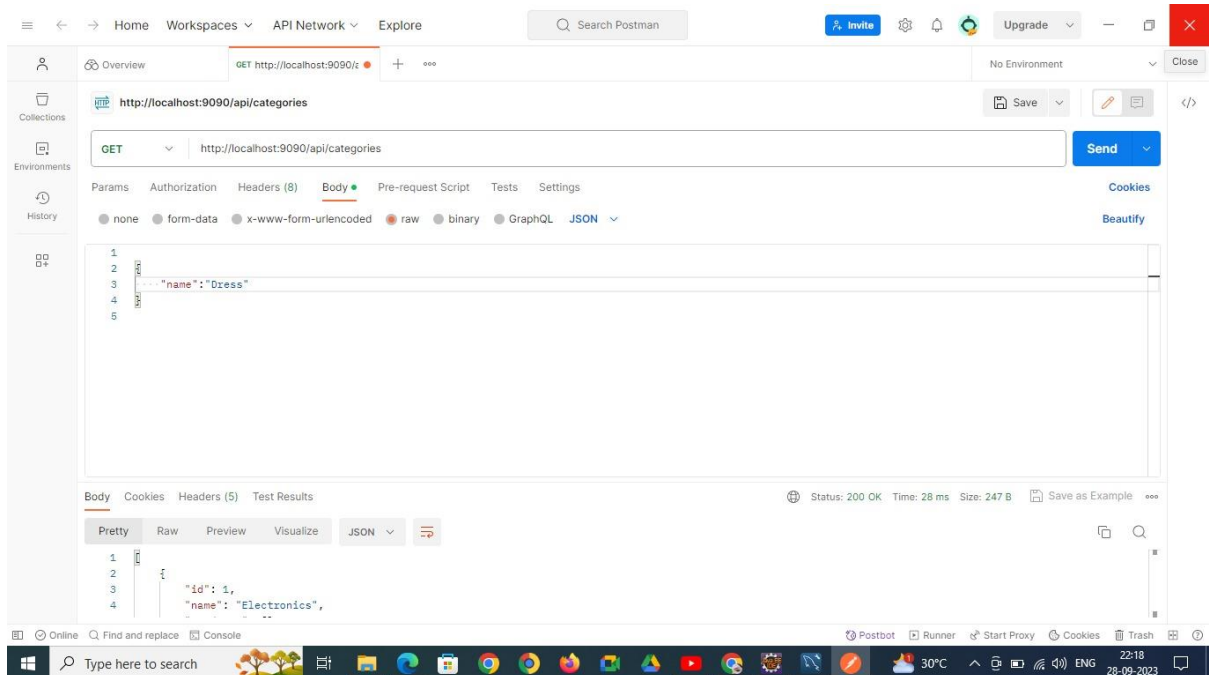 Home Workspaces API Network Explore Search Postman Invite Upgrade
Overview GET http://localhost:9090/a No Environment Close
HTTP http://localhost:9090/api/categories Save
Collections
GET http://localhost:9090/api/categories Send
Environments
Params Authorization Headers (8) Body Pre-request Script Tests Settings Cookies
History
none form-data x-www-form-urlencoded raw binary GraphQL JSON Beautify
1
2 {
3 "name":"Dress"
4 }
5
Body Cookies Headers (5) Test Results Status: 200 OK Time: 28 ms Size: 247 B Save as Example
Pretty Raw Preview Visualize JSON
1 [
2 {
3 "id": 1,
4 "name": "Electronics",
Online Find and replace Console Postbot Runner Start Proxy Cookies Trash
Type here to search 30°C ENG 22:18
28-09-2023